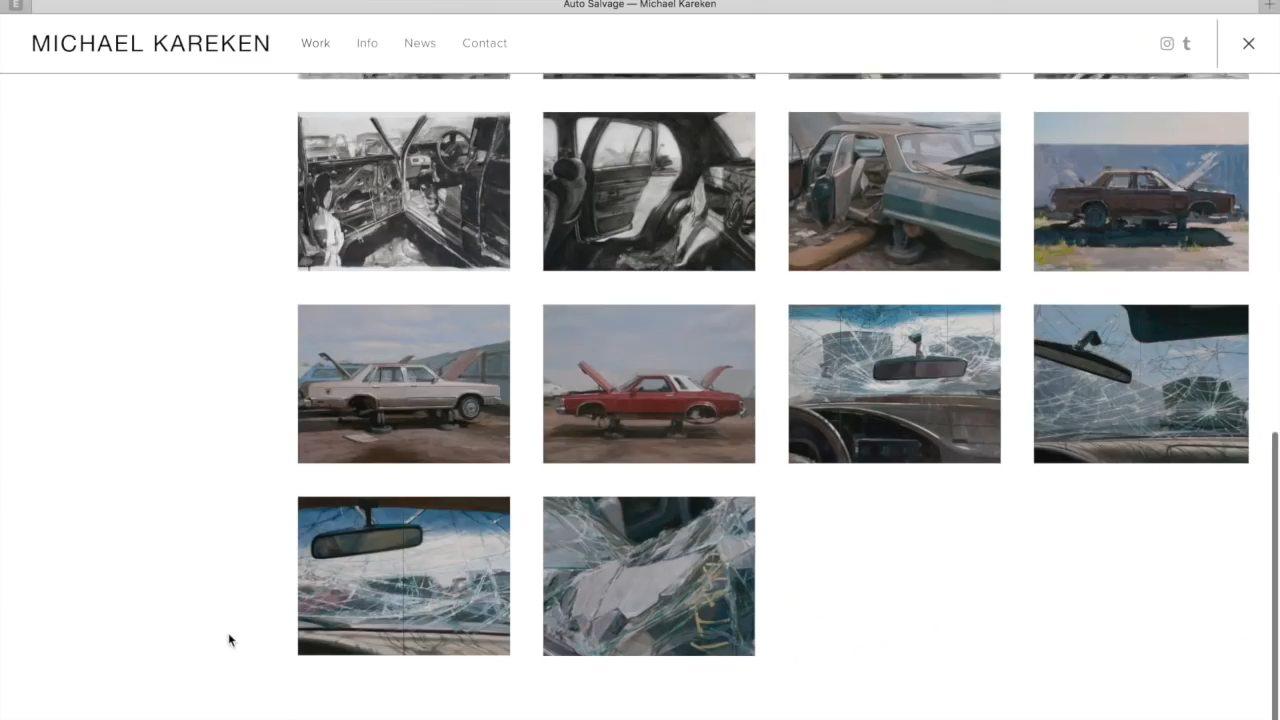 Auto Salvage — Michael Kareken
MICHAEL KAREKEN Work Info News Contact